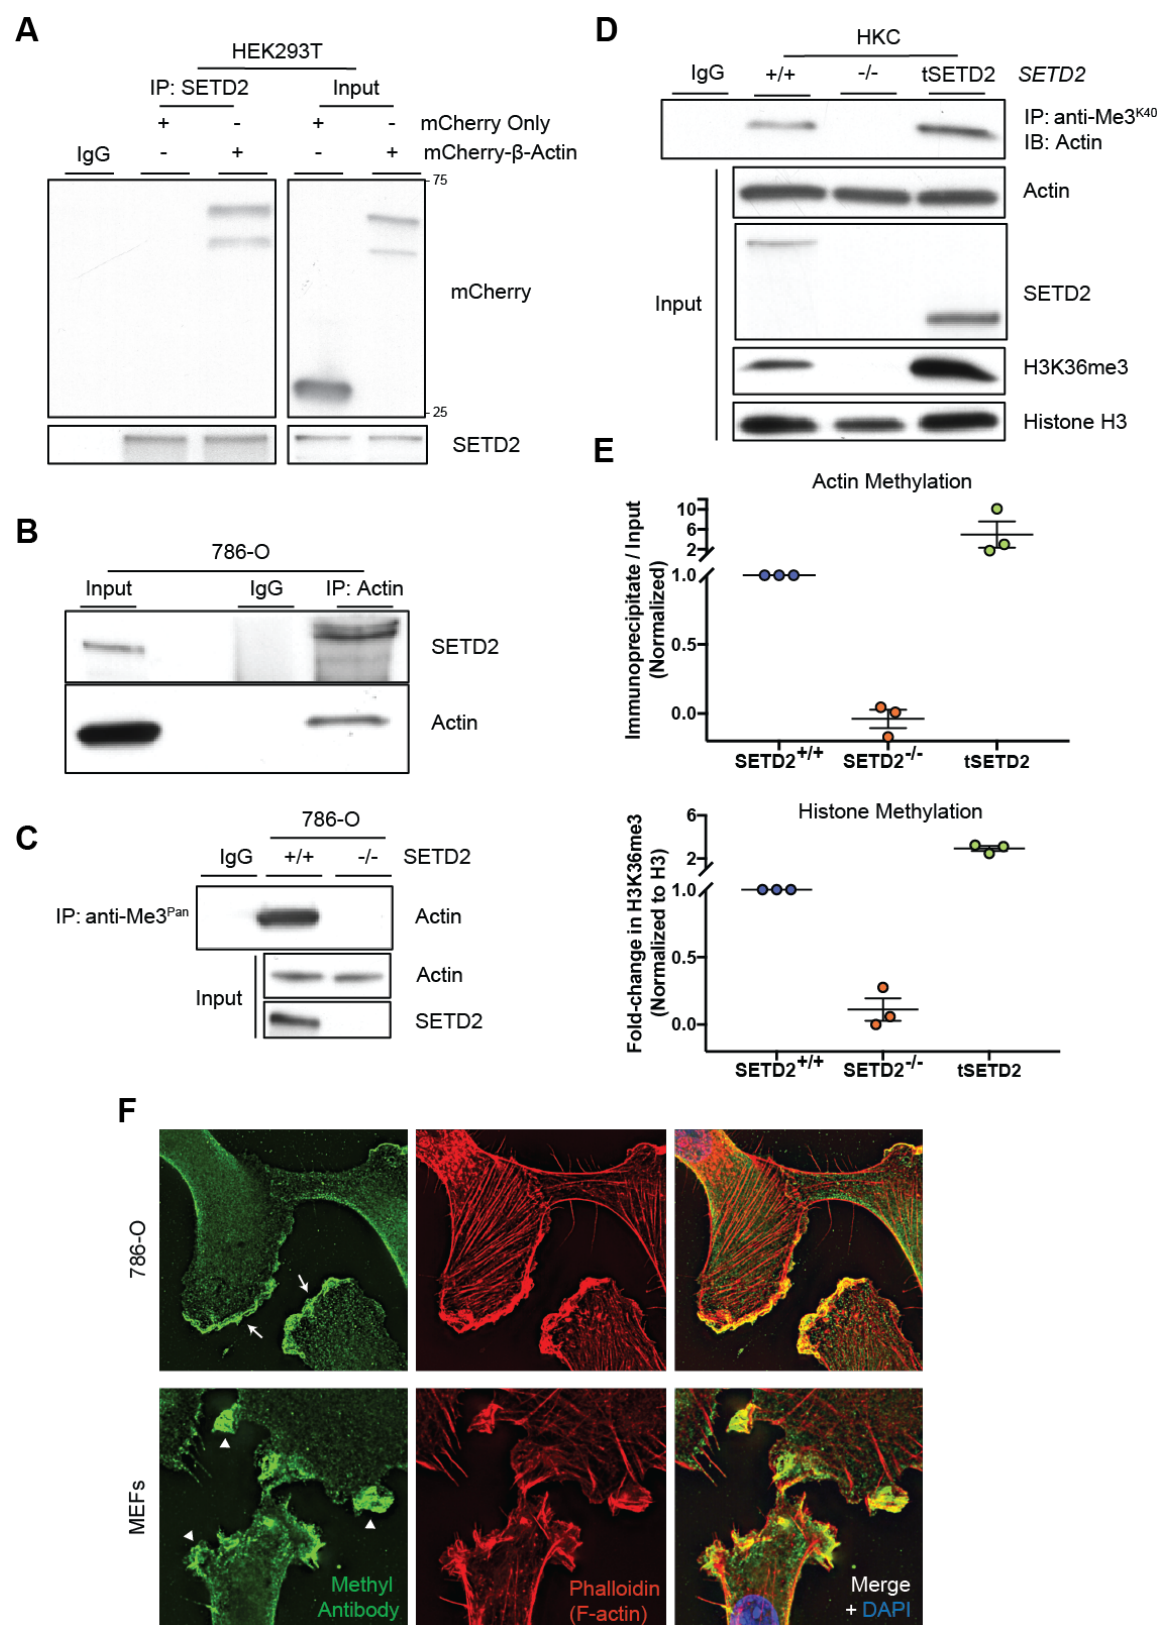 A
HEK293T
IP: SETD2 Input
+ - + - mCherry Only
IgG - + - + mCherry-β-Actin
75
mCherry
25
SETD2
B
786-O
Input IgG IP: Actin
SETD2
Actin
C
786-O
IgG +/+ -/- SETD2
IP: anti-Me3^Pan Actin
Input
Actin
SETD2
D
HKC
IgG +/+ -/- tSETD2 SETD2
IP: anti-Me3^K40
IB: Actin
Actin
Input
SETD2
H3K36me3
Histone H3
E
Actin Methylation
Immunoprecipitate / Input
(Normalized)
10
6
2
1.0
0.5
0.0
SETD2+/+ SETD2-/- tSETD2
Histone Methylation
Fold-change in H3K36me3
(Normalized to H3)
6
2
1.0
0.5
0.0
SETD2+/+ SETD2-/- tSETD2
F
786-O
MEFs
Methyl
Antibody
Phalloidin
(F-actin)
Merge
+ DAPI